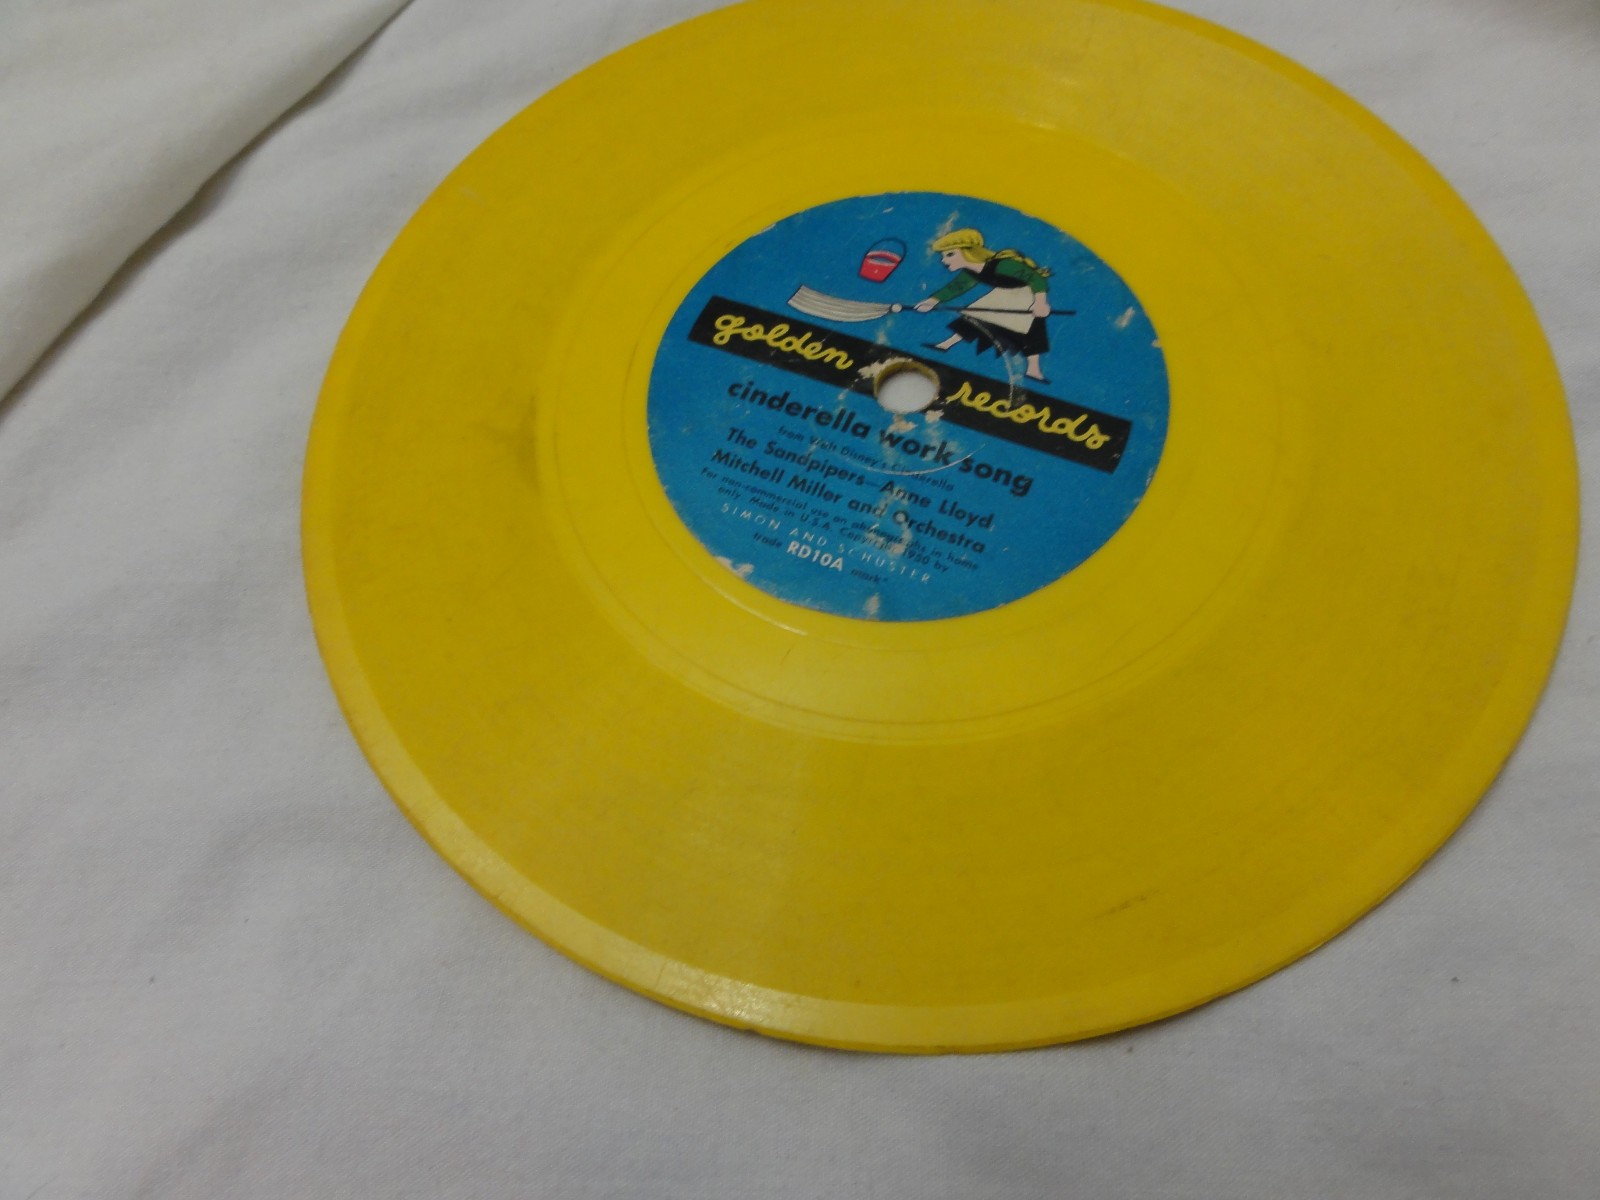 golden records
cinderella work song
from Walt Disney's Cinderella
The Sandpipers—Anne Lloyd
Mitchell Miller and Orchestra
For non-commercial use on phonographs in home
only. Made in U.S.A. Copyright 1950 by
SIMON AND SCHUSTER
trade RD10A mark